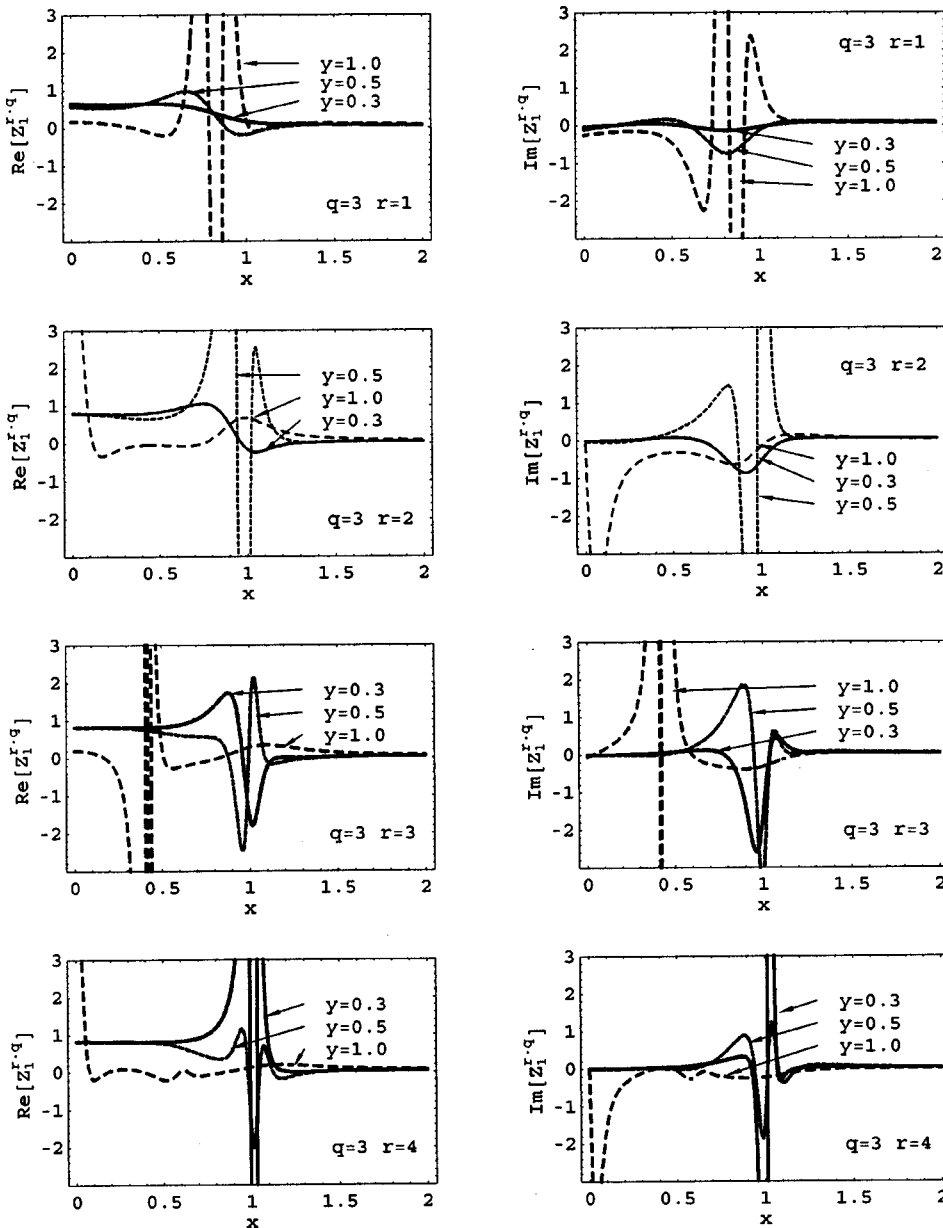 3
2
1
0
-1
-2
Re[Z₁^r·q]
y=1.0
y=0.5
y=0.3
q=3 r=1
0 0.5 1 1.5 2
x
3
2
1
0
-1
-2
Im[Z₁^r·q]
q=3 r=1
y=0.3
y=0.5
y=1.0
0 0.5 1 1.5 2
x
3
2
1
0
-1
-2
Re[Z₁^r·q]
y=0.5
y=1.0
y=0.3
q=3 r=2
0 0.5 1 1.5 2
x
3
2
1
0
-1
-2
Im[Z₁^r·q]
q=3 r=2
y=1.0
y=0.3
y=0.5
0 0.5 1 1.5 2
x
3
2
1
0
-1
-2
Re[Z₁^r·q]
y=0.3
y=0.5
y=1.0
q=3 r=3
0 0.5 1 1.5 2
x
3
2
1
0
-1
-2
Im[Z₁^r·q]
y=1.0
y=0.5
y=0.3
q=3 r=3
0 0.5 1 1.5 2
x
3
2
1
0
-1
-2
Re[Z₁^r·q]
y=0.3
y=0.5
y=1.0
q=3 r=4
0 0.5 1 1.5 2
x
3
2
1
0
-1
-2
Im[Z₁^r·q]
y=0.3
y=0.5
y=1.0
q=3 r=4
0 0.5 1 1.5 2
x